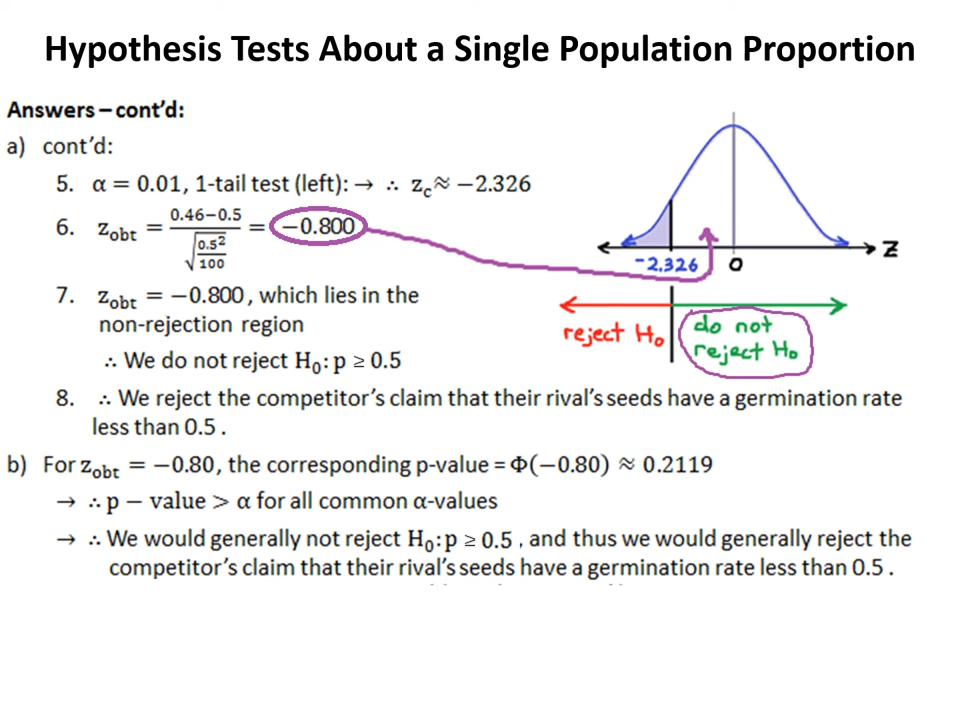 Hypothesis Tests About a Single Population Proportion
Answers – cont’d:
a) cont’d:
5. α = 0.01, 1-tail test (left): → ∴ z_c ≈ −2.326
6. z_obt = (0.46−0.5)/√(0.5²/100) = −0.800
7. z_obt = −0.800, which lies in the
non-rejection region
∴ We do not reject H₀: p ≥ 0.5
8. ∴ We reject the competitor’s claim that their rival’s seeds have a germination rate
less than 0.5 .
b) For z_obt = −0.80, the corresponding p-value = Φ(−0.80) ≈ 0.2119
→ ∴ p − value > α for all common α-values
→ ∴ We would generally not reject H₀: p ≥ 0.5 , and thus we would generally reject the
competitor’s claim that their rival’s seeds have a germination rate less than 0.5 .
-2.326 0 Z
reject H₀
do not
reject H₀